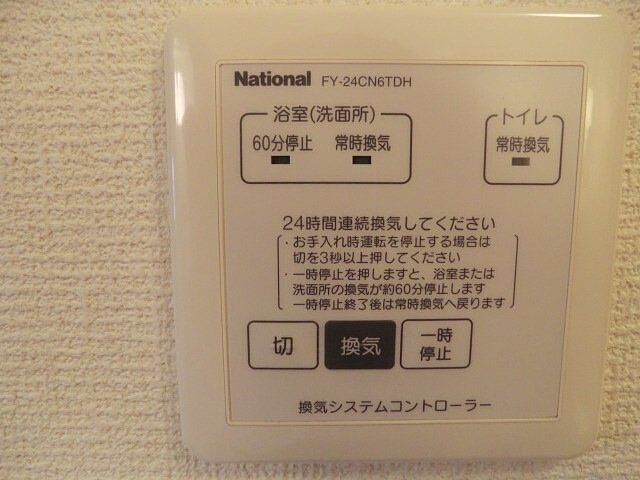 National FY-24CN6TDH
浴室(洗面所)
トイレ
60分停止 常時換気
常時換気
24時間連続換気してください
・お手入れ時運転を停止する場合は
切を3秒以上押してください
・一時停止を押しますと、浴室または
洗面所の換気が約60分停止します
一時停止終了後は常時換気へ戻ります
切
換気
一時
停止
換気システムコントローラー